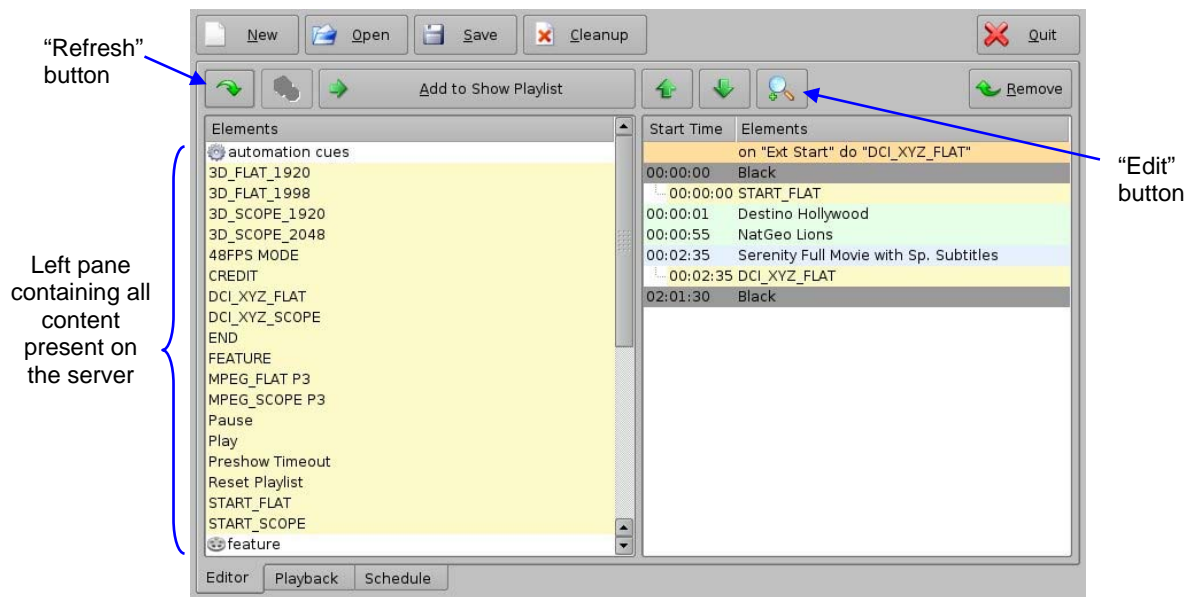 New Open Save Cleanup Quit
“Refresh”
button
Add to Show Playlist Remove
“Edit”
button
Left pane
containing all
content
present on
the server
Elements
automation cues
3D_FLAT_1920
3D_FLAT_1998
3D_SCOPE_1920
3D_SCOPE_2048
48FPS MODE
CREDIT
DCI_XYZ_FLAT
DCI_XYZ_SCOPE
END
FEATURE
MPEG_FLAT P3
MPEG_SCOPE P3
Pause
Play
Preshow Timeout
Reset Playlist
START_FLAT
START_SCOPE
feature
Start Time Elements
on "Ext Start" do "DCI_XYZ_FLAT"
00:00:00 Black
00:00:00 START_FLAT
00:00:01 Destino Hollywood
00:00:55 NatGeo Lions
00:02:35 Serenity Full Movie with Sp. Subtitles
00:02:35 DCI_XYZ_FLAT
02:01:30 Black
Editor Playback Schedule